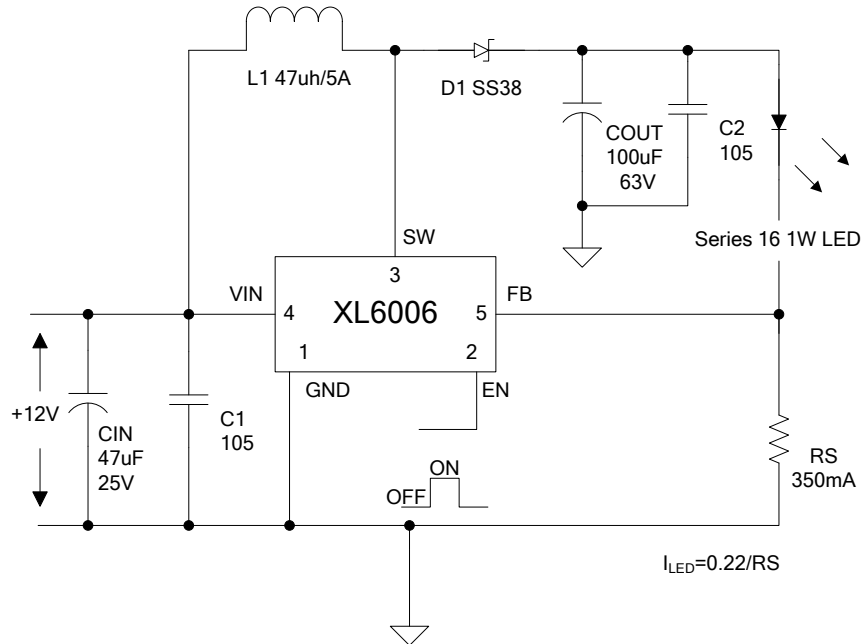 L1 47uh/5A
D1 SS38
COUT
100uF
63V
C2
105
SW
Series 16 1W LED
3
VIN
FB
4
XL6006
5
1
2
GND
EN
+12V
CIN
47uF
25V
C1
105
ON
OFF
RS
350mA
ILED=0.22/RS